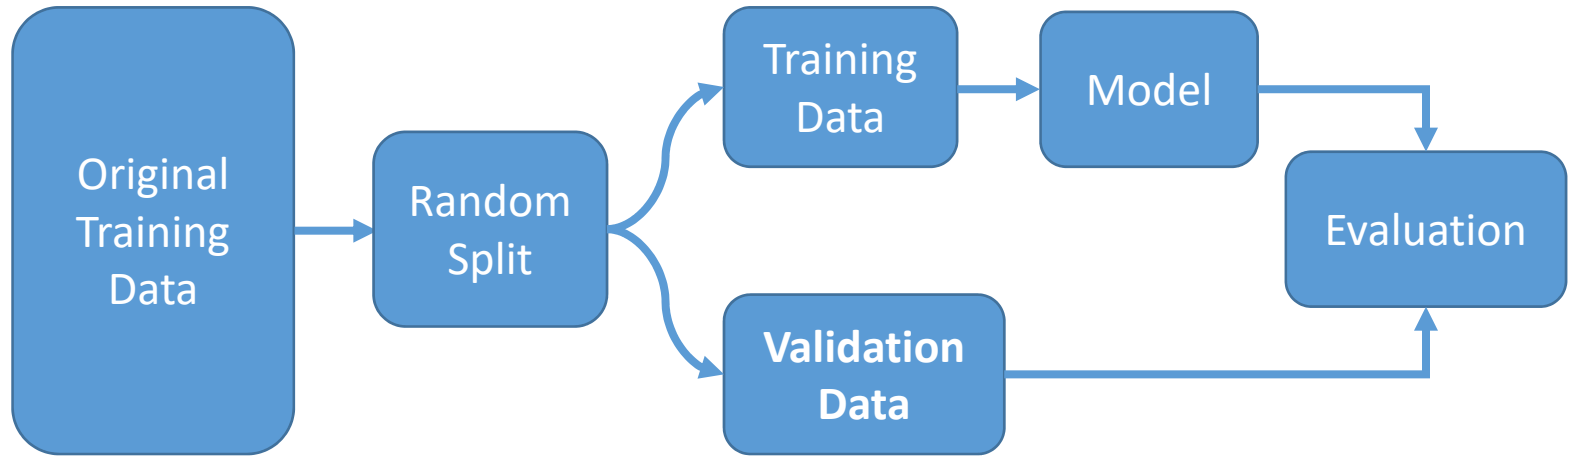 Original
Training
Data
Random
Split
Training
Data
Model
Validation
Data
Evaluation